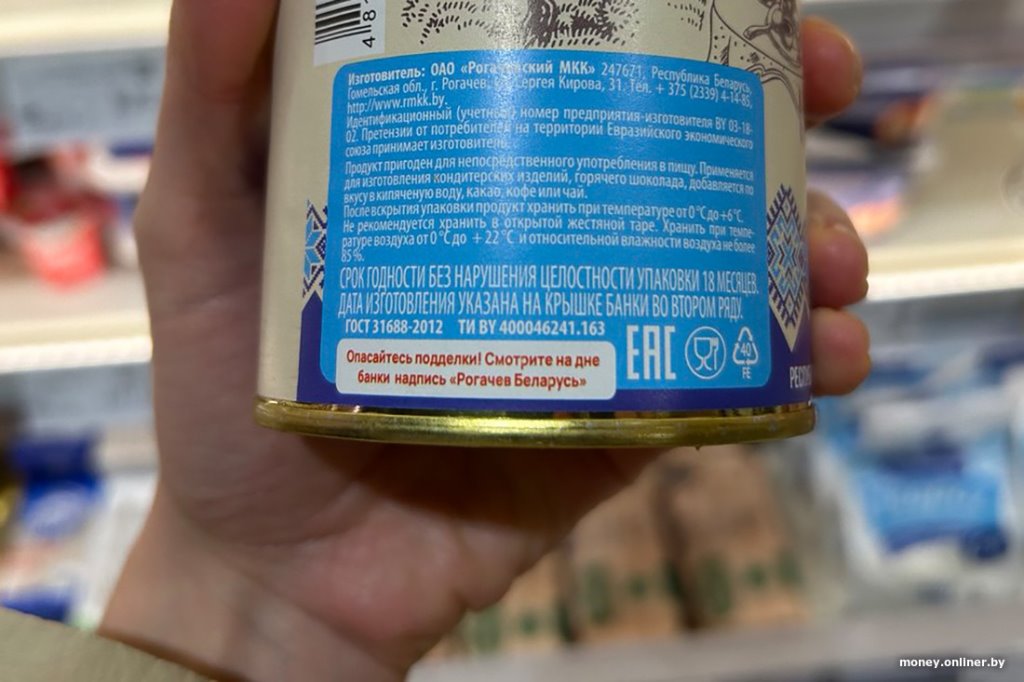 48
Изготовитель: ОАО «Рогачевский МКК» 247671, Республика Беларусь,
Гомельская обл., г. Рогачев, Сергея Кирова, 31. Тел. + 375 (2339) 4-14-85,
http://www.rmkk.by.
Идентификационный (учетный) номер предприятия-изготовителя BY 03-18-
02. Претензии от потребителей на территории Евразийского экономического
союза принимает изготовитель.
Продукт пригоден для непосредственного употребления в пищу. Применяется
для изготовления кондитерских изделий, горячего шоколада, добавляется по
вкусу в кипяченую воду, какао, кофе или чай.
После вскрытия упаковки продукт хранить при температуре от 0 °С до +6 °С.
Не рекомендуется хранить в открытой жестяной таре. Хранить при темпе-
ратуре воздуха от 0 °С до + 22 °С и относительной влажности воздуха не более
85 %.
СРОК ГОДНОСТИ БЕЗ НАРУШЕНИЯ ЦЕЛОСТНОСТИ УПАКОВКИ 18 МЕСЯЦЕВ.
ДАТА ИЗГОТОВЛЕНИЯ УКАЗАНА НА КРЫШКЕ БАНКИ ВО ВТОРОМ РЯДУ.
ГОСТ 31688-2012 ТИ BY 400046241.163
Опасайтесь подделки! Смотрите на дне
банки надпись «Рогачев Беларусь»
ЕАС
40
FE
money.onliner.by